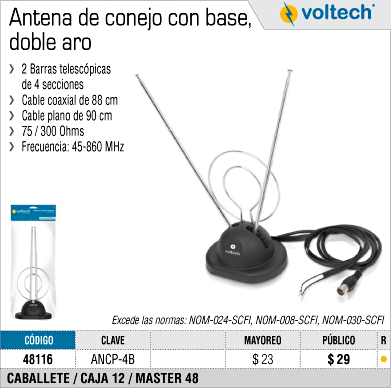 Antena de conejo con base,
doble aro
voltech®
❯ 2 Barras telescópicas
de 4 secciones
❯ Cable coaxial de 88 cm
❯ Cable plano de 90 cm
❯ 75 / 300 Ohms
❯ Frecuencia: 45-860 MHz
voltech
Excede las normas: NOM-024-SCFI, NOM-008-SCFI, NOM-030-SCFI
CÓDIGO CLAVE MAYOREO PÚBLICO R
48116 ANCP-4B $ 23 $ 29
CABALLETE / CAJA 12 / MASTER 48